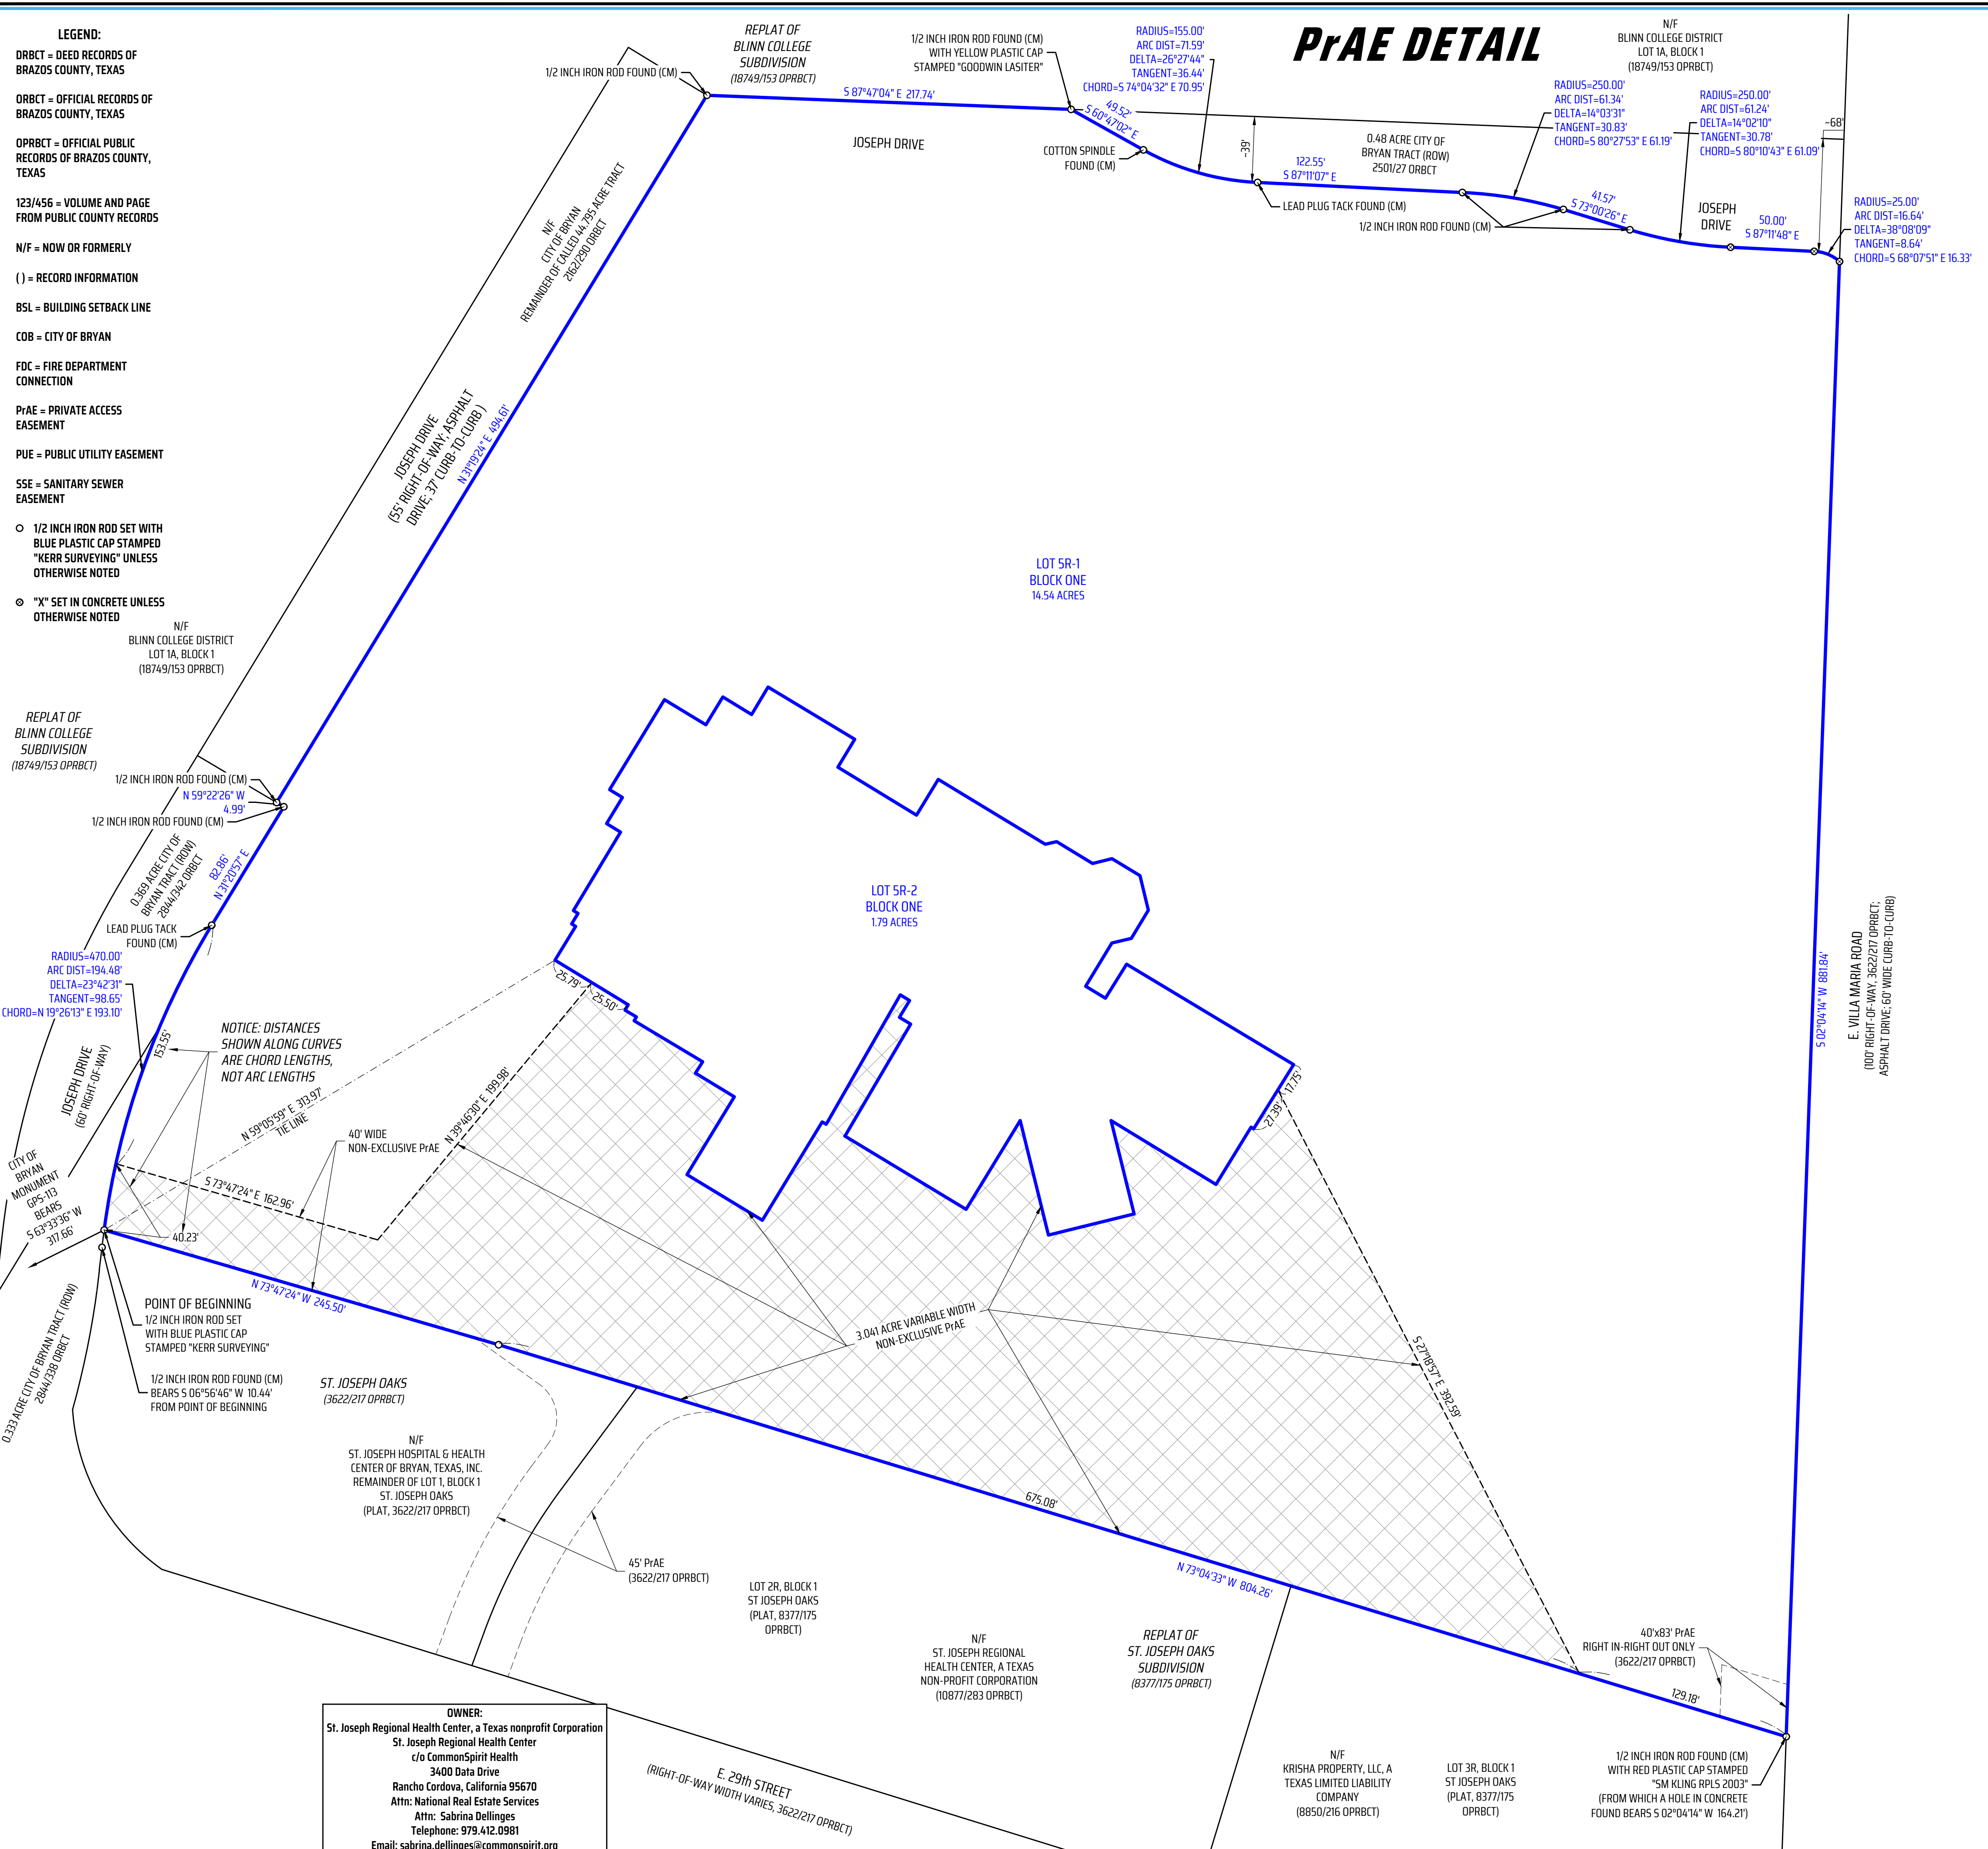 PrAE DETAIL
LEGEND:
DRBCT = DEED RECORDS OF
BRAZOS COUNTY, TEXAS
ORBCT = OFFICIAL RECORDS OF
BRAZOS COUNTY, TEXAS
OPRBCT = OFFICIAL PUBLIC
RECORDS OF BRAZOS COUNTY,
TEXAS
123/456 = VOLUME AND PAGE
FROM PUBLIC COUNTY RECORDS
N/F = NOW OR FORMERLY
( ) = RECORD INFORMATION
BSL = BUILDING SETBACK LINE
COB = CITY OF BRYAN
FDC = FIRE DEPARTMENT
CONNECTION
PrAE = PRIVATE ACCESS
EASEMENT
PUE = PUBLIC UTILITY EASEMENT
SSE = SANITARY SEWER
EASEMENT
1/2 INCH IRON ROD SET WITH
BLUE PLASTIC CAP STAMPED
"KERR SURVEYING" UNLESS
OTHERWISE NOTED
"X" SET IN CONCRETE UNLESS
OTHERWISE NOTED
REPLAT OF
BLINN COLLEGE
SUBDIVISION
(18749/153 OPRBCT)
1/2 INCH IRON ROD FOUND (CM)
S 87°47'04" E 217.74'
JOSEPH DRIVE
1/2 INCH IRON ROD FOUND (CM)
WITH YELLOW PLASTIC CAP
STAMPED "GOODWIN LASITER"
RADIUS=155.00'
ARC DIST=71.59'
DELTA=26°27'44"
TANGENT=36.44'
CHORD=S 74°04'32" E 70.95'
49.52'
S 60°47'02" E
COTTON SPINDLE
FOUND (CM)
~39'
122.55'
S 87°11'07" E
LEAD PLUG TACK FOUND (CM)
0.48 ACRE CITY OF
BRYAN TRACT (ROW)
2501/27 ORBCT
1/2 INCH IRON ROD FOUND (CM)
N/F
BLINN COLLEGE DISTRICT
LOT 1A, BLOCK 1
(18749/153 OPRBCT)
RADIUS=250.00'
ARC DIST=61.34'
DELTA=14°03'31"
TANGENT=30.83'
CHORD=S 80°27'53" E 61.19'
RADIUS=250.00'
ARC DIST=61.24'
DELTA=14°02'10"
TANGENT=30.78'
CHORD=S 80°10'43" E 61.09'
~68'
41.57'
S 73°00'26" E
JOSEPH
DRIVE
50.00'
S 87°11'48" E
RADIUS=25.00'
ARC DIST=16.64'
DELTA=38°08'09"
TANGENT=8.64'
CHORD=S 68°07'51" E 16.33'
N/F
CITY OF BRYAN
REMAINDER OF CALLED 44.795 ACRE TRACT
2162/290 ORBCT
JOSEPH DRIVE
(55' RIGHT-OF-WAY; ASPHALT
DRIVE; 37' CURB-TO-CURB )
N 31°19'24" E 494.61'
LOT 5R-1
BLOCK ONE
14.54 ACRES
N/F
BLINN COLLEGE DISTRICT
LOT 1A, BLOCK 1
(18749/153 OPRBCT)
REPLAT OF
BLINN COLLEGE
SUBDIVISION
(18749/153 OPRBCT)
1/2 INCH IRON ROD FOUND (CM)
N 59°22'26" W
4.99'
1/2 INCH IRON ROD FOUND (CM)
0.369 ACRE CITY OF
BRYAN TRACT (ROW)
2844/342 ORBCT
82.86'
N 31°20'57" E
LEAD PLUG TACK
FOUND (CM)
RADIUS=470.00'
ARC DIST=194.48'
DELTA=23°42'31"
TANGENT=98.65'
CHORD=N 19°26'13" E 193.10'
LOT 5R-2
BLOCK ONE
1.79 ACRES
S 02°04'14" W 881.84'
E. VILLA MARIA ROAD
(100' RIGHT-OF-WAY, 3622/217 OPRBCT;
ASPHALT DRIVE; 60' WIDE CURB-TO-CURB)
25.79'
25.50'
153.55'
JOSEPH DRIVE
(60' RIGHT-OF-WAY)
NOTICE: DISTANCES
SHOWN ALONG CURVES
ARE CHORD LENGTHS,
NOT ARC LENGTHS
N 59°05'59" E 313.97'
TIE LINE
40' WIDE
NON-EXCLUSIVE PrAE
N 39°46'30" E 199.98'
27.39'
17.75'
S 73°47'24" E 162.96'
40.23'
CITY OF
BRYAN
MONUMENT
GPS-113
BEARS
S 63°33'36" W
317.66'
N 73°47'24" W 245.50'
POINT OF BEGINNING
1/2 INCH IRON ROD SET
WITH BLUE PLASTIC CAP
STAMPED "KERR SURVEYING"
1/2 INCH IRON ROD FOUND (CM)
BEARS S 06°56'46" W 10.44'
FROM POINT OF BEGINNING
0.333 ACRE CITY OF BRYAN TRACT (ROW)
2844/338 ORBCT
3.041 ACRE VARIABLE WIDTH
NON-EXCLUSIVE PrAE
S 27°18'57" E 392.59'
ST. JOSEPH OAKS
(3622/217 OPRBCT)
N/F
ST. JOSEPH HOSPITAL & HEALTH
CENTER OF BRYAN, TEXAS, INC.
REMAINDER OF LOT 1, BLOCK 1
ST. JOSEPH OAKS
(PLAT, 3622/217 OPRBCT)
45' PrAE
(3622/217 OPRBCT)
675.08'
N 73°04'33" W 804.26'
LOT 2R, BLOCK 1
ST JOSEPH OAKS
(PLAT, 8377/175
OPRBCT)
N/F
ST. JOSEPH REGIONAL
HEALTH CENTER, A TEXAS
NON-PROFIT CORPORATION
(10877/283 OPRBCT)
REPLAT OF
ST. JOSEPH OAKS
SUBDIVISION
(8377/175 OPRBCT)
40'x83' PrAE
RIGHT IN-RIGHT OUT ONLY
(3622/217 OPRBCT)
129.18'
OWNER:
St. Joseph Regional Health Center, a Texas nonprofit Corporation
St. Joseph Regional Health Center
c/o CommonSpirit Health
3400 Data Drive
Rancho Cordova, California 95670
Attn: National Real Estate Services
Attn: Sabrina Dellinges
Telephone: 979.412.0981
Email: sabrina.dellinges@commonspirit.org
E. 29th STREET
(RIGHT-OF-WAY WIDTH VARIES, 3622/217 OPRBCT)
N/F
KRISHA PROPERTY, LLC, A
TEXAS LIMITED LIABILITY
COMPANY
(8850/216 OPRBCT)
LOT 3R, BLOCK 1
ST JOSEPH OAKS
(PLAT, 8377/175
OPRBCT)
1/2 INCH IRON ROD FOUND (CM)
WITH RED PLASTIC CAP STAMPED
"SM KLING RPLS 2003"
(FROM WHICH A HOLE IN CONCRETE
FOUND BEARS S 02°04'14" W 164.21')